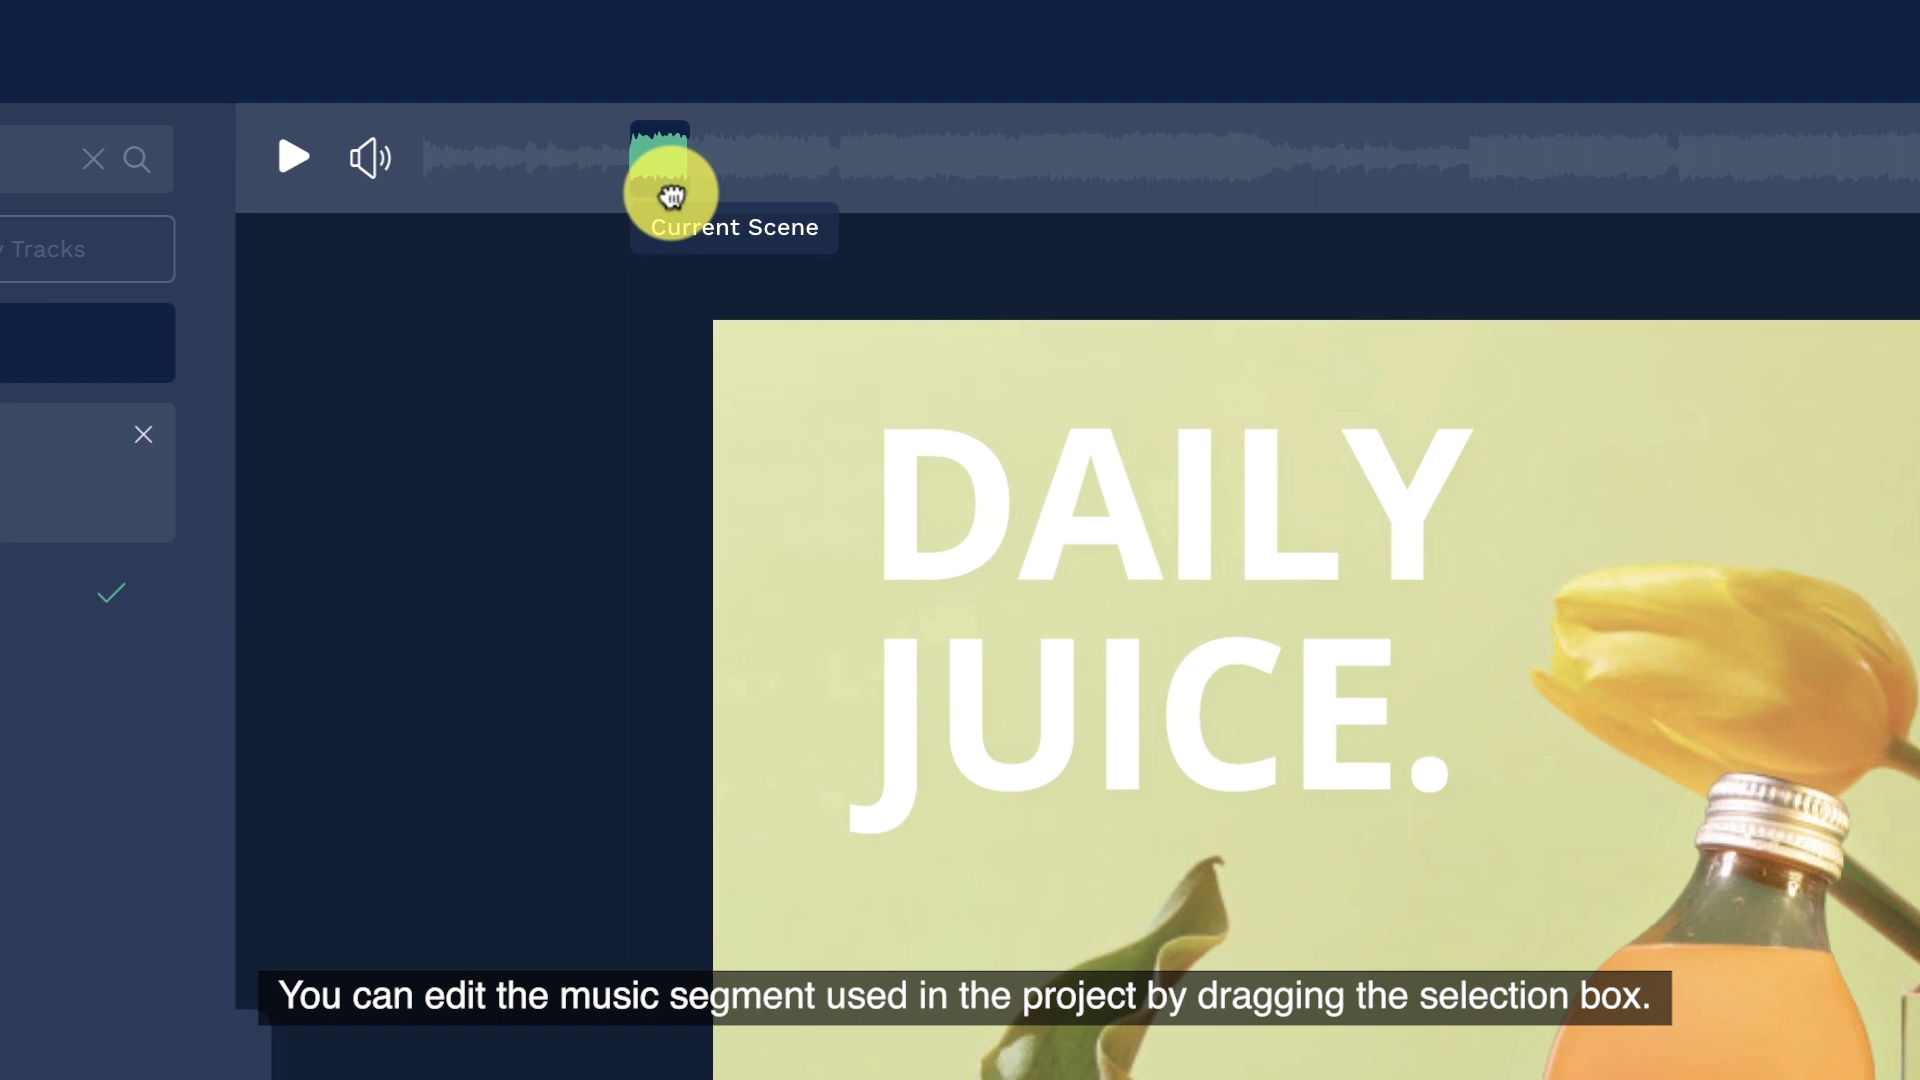 Current Scene
Tracks
DAILY
JUICE.
You can edit the music segment used in the project by dragging the selection box.